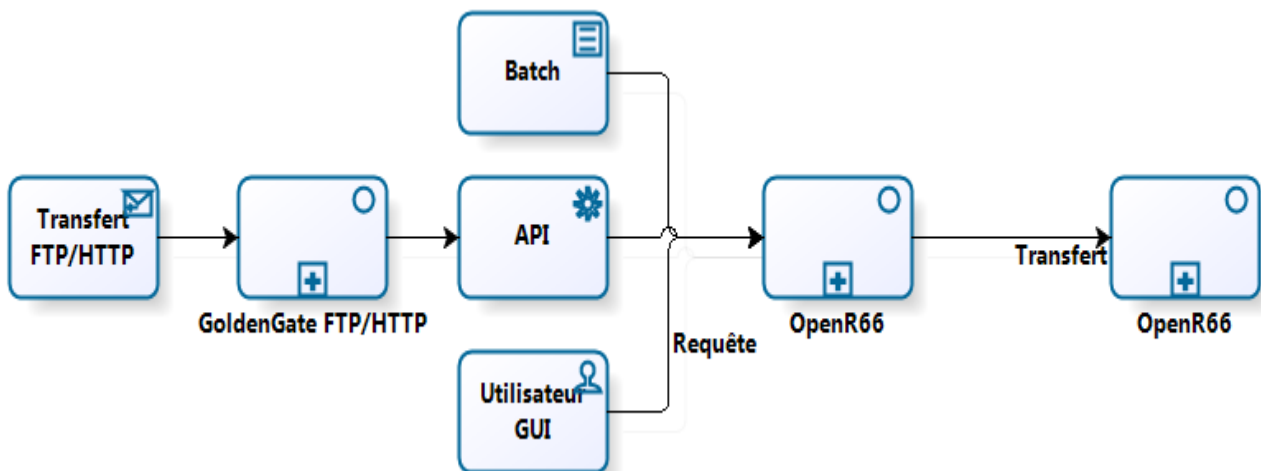 Batch
Transfert
FTP/HTTP
GoldenGate FTP/HTTP
API
OpenR66
Transfert
OpenR66
Requête
Utilisateur
GUI